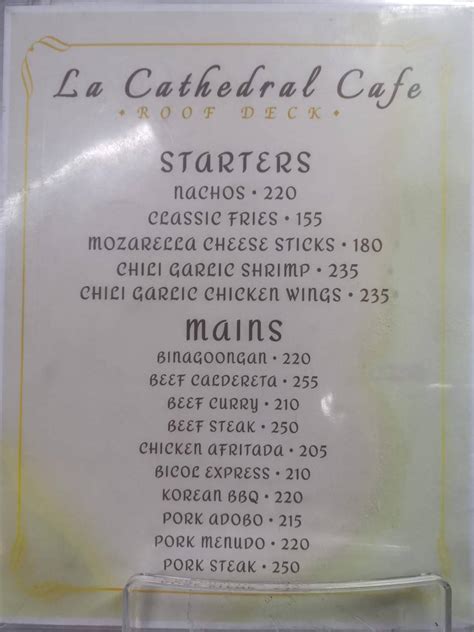 La Cathedral Cafe
• ROOF DECK •
STARTERS
NACHOS • 220
CLASSIC FRIES • 155
MOZARELLA CHEESE STICKS • 180
CHILI GARLIC SHRIMP • 235
CHILI GARLIC CHICKEN WINGS • 235
MAINS
BINAGOONGAN • 220
BEEF CALDERETA • 255
BEEF CURRY • 210
BEEF STEAK • 250
CHICKEN AFRITADA • 205
BICOL EXPRESS • 210
KOREAN BBQ • 220
PORK ADOBO • 215
PORK MENUDO • 220
PORK STEAK • 250